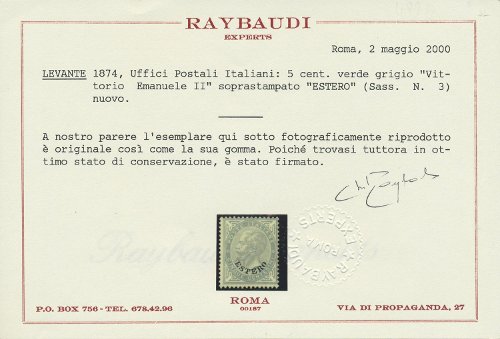 RAYBAUDI
EXPERTS
Roma, 2 maggio 2000
LEVANTE 1874, Uffici Postali Italiani: 5 cent. verde grigio "Vit-
torio Emanuele II" soprastampato "ESTERO" (Sass. N. 3)
nuovo.
A nostro parere l'esemplare qui sotto fotograficamente riprodotto
è originale così come la sua gomma. Poiché trovasi tuttora in ot-
timo stato di conservazione, è stato firmato.
ESTERO
RAYBAUDI EXPERTS ROMA
ROMA
00187
P.O. BOX 756 - TEL. 678.42.96
VIA DI PROPAGANDA, 27